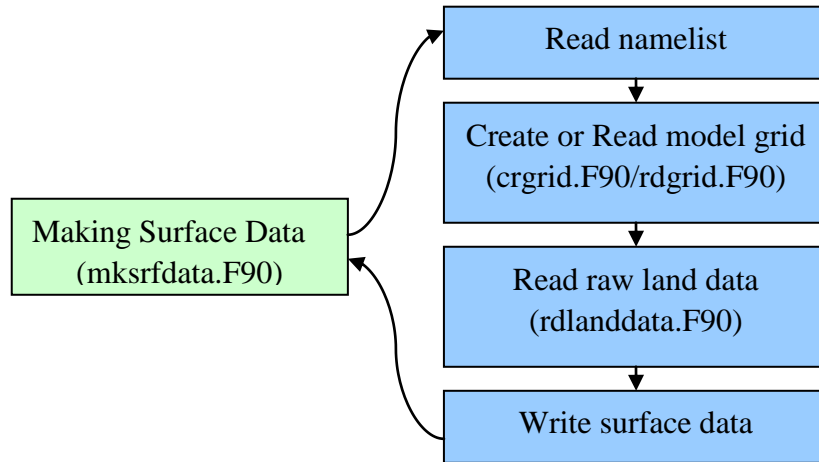 Read namelist
Create or Read model grid
(crgrid.F90/rdgrid.F90)
Making Surface Data
(mksrfdata.F90)
Read raw land data
(rdlanddata.F90)
Write surface data